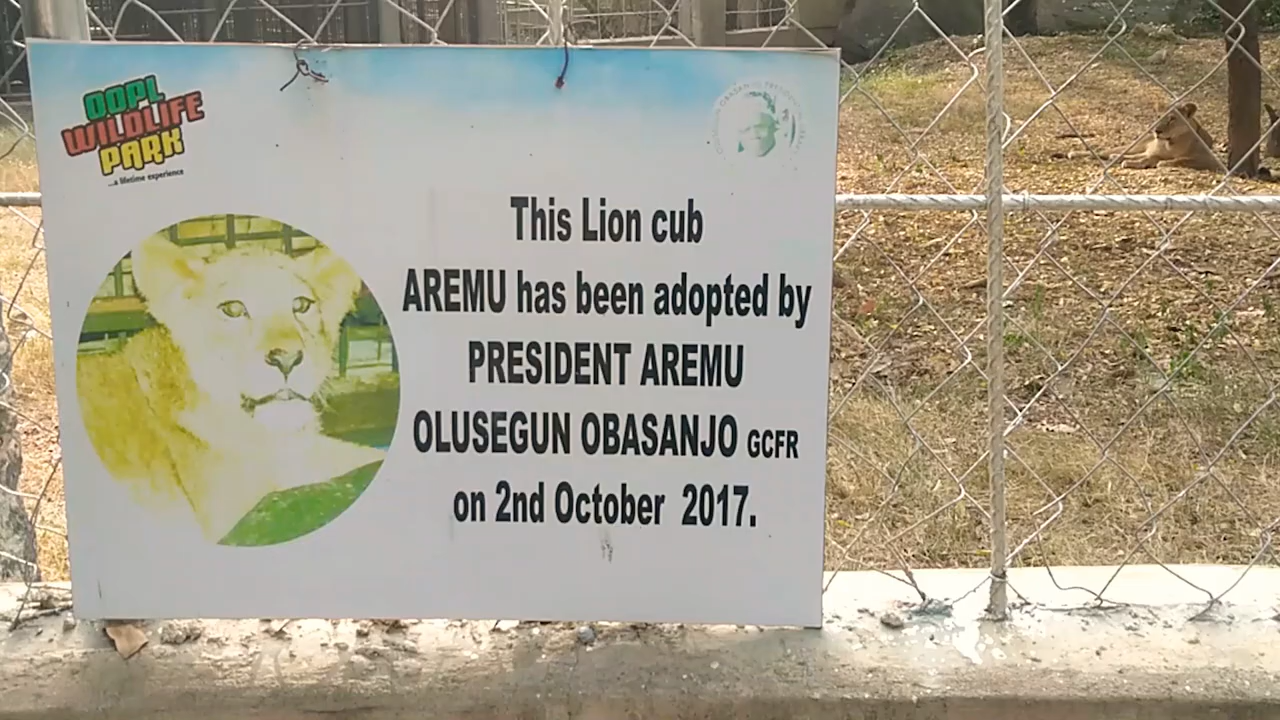 OOPL
WILDLIFE
PARK
...a lifetime experience
This Lion cub
AREMU has been adopted by
PRESIDENT AREMU
OLUSEGUN OBASANJO GCFR
on 2nd October 2017.